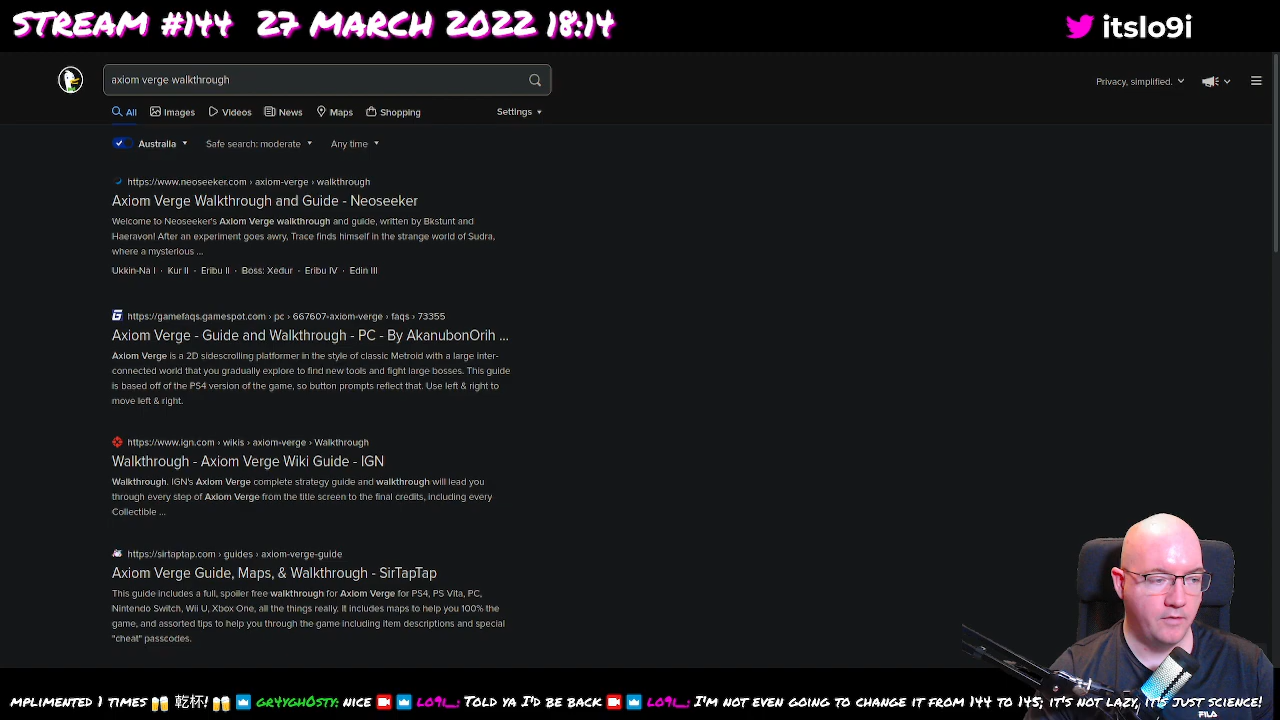 STREAM #144 27 MARCH 2022 18:14
itslo9i
axiom verge walkthrough
Privacy, simplified.
All
Images
Videos
News
Maps
Shopping
Settings
Australia
Safe search: moderate
Any time
https://www.neoseeker.com › axiom-verge › walkthrough
Axiom Verge Walkthrough and Guide - Neoseeker
Welcome to Neoseeker's Axiom Verge walkthrough and guide, written by Bkstunt and
Haeravon! After an experiment goes awry, Trace finds himself in the strange world of Sudra,
where a mysterious ...
Ukkin-Na I · Kur II · Eribu II · Boss: Xedur · Eribu IV · Edin III
https://gamefaqs.gamespot.com › pc › 667607-axiom-verge › faqs › 73355
Axiom Verge - Guide and Walkthrough - PC - By AkanubonOrih ...
Axiom Verge is a 2D sidescrolling platformer in the style of classic Metroid with a large inter-
connected world that you gradually explore to find new tools and fight large bosses. This guide
is based off of the PS4 version of the game, so button prompts reflect that. Use left & right to
move left & right.
https://www.ign.com › wikis › axiom-verge › Walkthrough
Walkthrough - Axiom Verge Wiki Guide - IGN
Walkthrough. IGN's Axiom Verge complete strategy guide and walkthrough will lead you
through every step of Axiom Verge from the title screen to the final credits, including every
Collectible ...
https://sirtaptap.com › guides › axiom-verge-guide
Axiom Verge Guide, Maps, & Walkthrough - SirTapTap
This guide includes a full, spoiler free walkthrough for Axiom Verge for PS4, PS Vita, PC,
Nintendo Switch, Wii U, Xbox One, all the things really. It includes maps to help you 100% the
game, and assorted tips to help you through the game including item descriptions and special
"cheat" passcodes.
mplimented 1 times 乾杯! gr4ygh0sty: nice lo9i_: Told ya I'd be back lo9i_: I'm not even going to change it from 144 to 145, it's not lazy, it's just science!
FILO